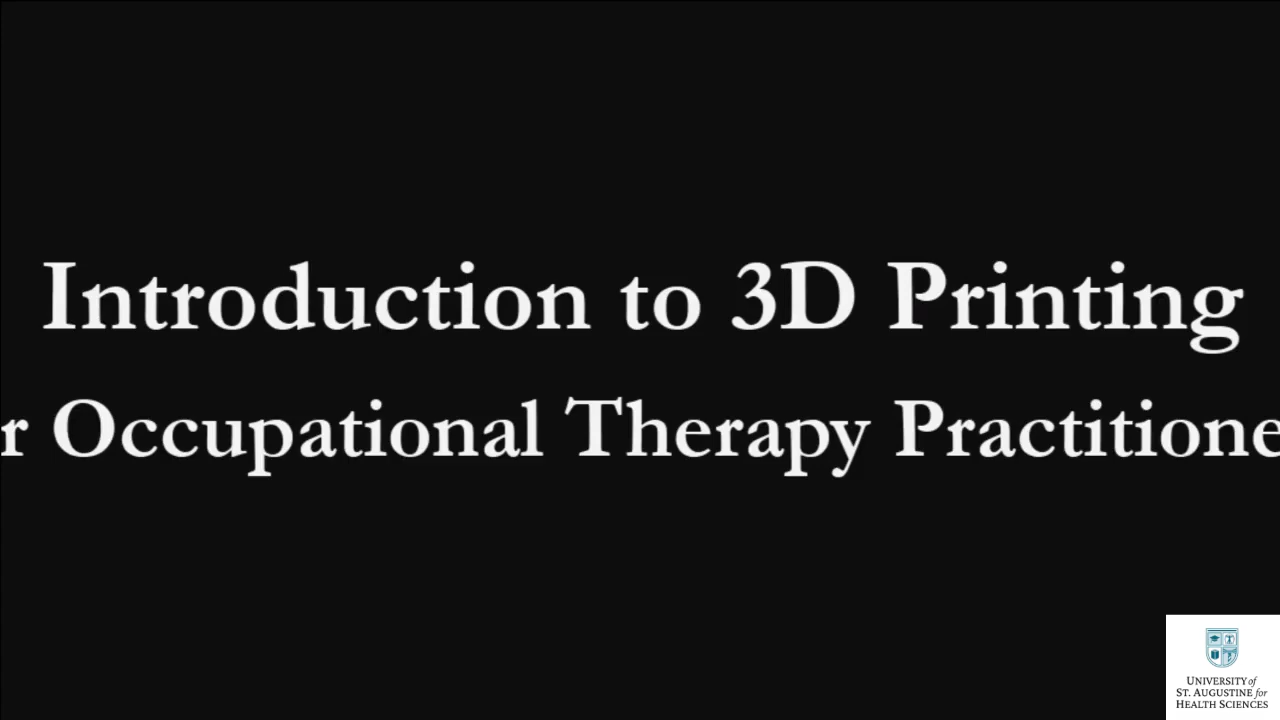 Introduction to 3D Printing
r Occupational Therapy Practitione
UNIVERSITY of
ST. AUGUSTINE for
HEALTH SCIENCES